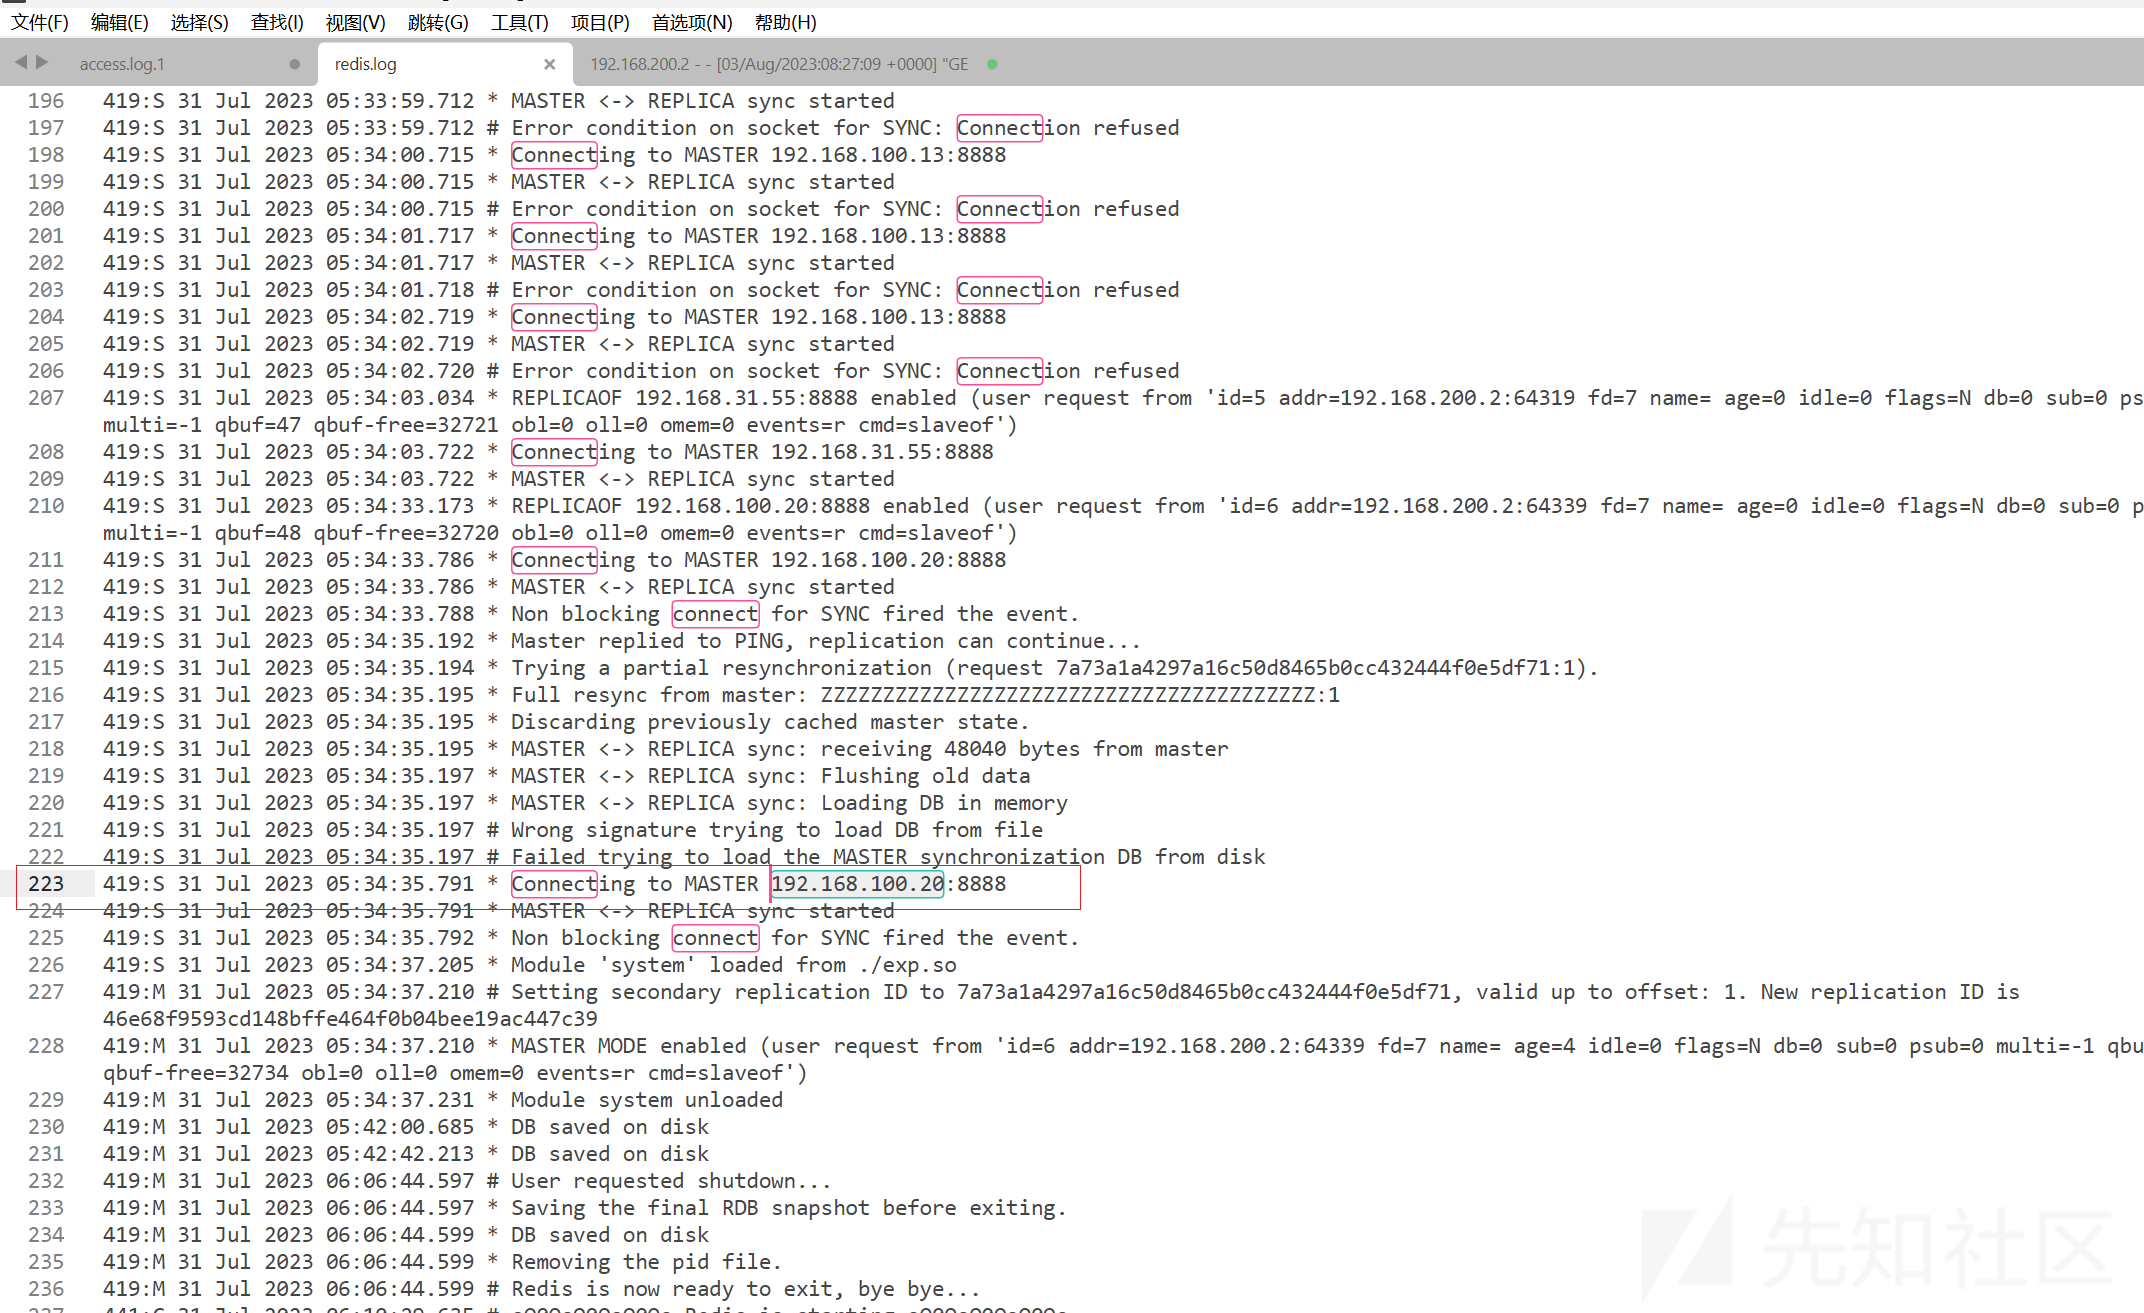 文件(F) 编辑(E) 选择(S) 查找(I) 视图(V) 跳转(G) 工具(T) 项目(P) 首选项(N) 帮助(H)
access.log.1 redis.log 192.168.200.2 - - [03/Aug/2023:08:27:09 +0000] "GE
196 419:S 31 Jul 2023 05:33:59.712 * MASTER <-> REPLICA sync started
197 419:S 31 Jul 2023 05:33:59.712 # Error condition on socket for SYNC: Connection refused
198 419:S 31 Jul 2023 05:34:00.715 * Connecting to MASTER 192.168.100.13:8888
199 419:S 31 Jul 2023 05:34:00.715 * MASTER <-> REPLICA sync started
200 419:S 31 Jul 2023 05:34:00.715 # Error condition on socket for SYNC: Connection refused
201 419:S 31 Jul 2023 05:34:01.717 * Connecting to MASTER 192.168.100.13:8888
202 419:S 31 Jul 2023 05:34:01.717 * MASTER <-> REPLICA sync started
203 419:S 31 Jul 2023 05:34:01.718 # Error condition on socket for SYNC: Connection refused
204 419:S 31 Jul 2023 05:34:02.719 * Connecting to MASTER 192.168.100.13:8888
205 419:S 31 Jul 2023 05:34:02.719 * MASTER <-> REPLICA sync started
206 419:S 31 Jul 2023 05:34:02.720 # Error condition on socket for SYNC: Connection refused
207 419:S 31 Jul 2023 05:34:03.034 * REPLICAOF 192.168.31.55:8888 enabled (user request from 'id=5 addr=192.168.200.2:64319 fd=7 name= age=0 idle=0 flags=N db=0 sub=0 ps
multi=-1 qbuf=47 qbuf-free=32721 obl=0 oll=0 omem=0 events=r cmd=slaveof')
208 419:S 31 Jul 2023 05:34:03.722 * Connecting to MASTER 192.168.31.55:8888
209 419:S 31 Jul 2023 05:34:03.722 * MASTER <-> REPLICA sync started
210 419:S 31 Jul 2023 05:34:33.173 * REPLICAOF 192.168.100.20:8888 enabled (user request from 'id=6 addr=192.168.200.2:64339 fd=7 name= age=0 idle=0 flags=N db=0 sub=0 p
multi=-1 qbuf=48 qbuf-free=32720 obl=0 oll=0 omem=0 events=r cmd=slaveof')
211 419:S 31 Jul 2023 05:34:33.786 * Connecting to MASTER 192.168.100.20:8888
212 419:S 31 Jul 2023 05:34:33.786 * MASTER <-> REPLICA sync started
213 419:S 31 Jul 2023 05:34:33.788 * Non blocking connect for SYNC fired the event.
214 419:S 31 Jul 2023 05:34:35.192 * Master replied to PING, replication can continue...
215 419:S 31 Jul 2023 05:34:35.194 * Trying a partial resynchronization (request 7a73a1a4297a16c50d8465b0cc432444f0e5df71:1).
216 419:S 31 Jul 2023 05:34:35.195 * Full resync from master: ZZZZZZZZZZZZZZZZZZZZZZZZZZZZZZZZZZZZZZZZ:1
217 419:S 31 Jul 2023 05:34:35.195 * Discarding previously cached master state.
218 419:S 31 Jul 2023 05:34:35.195 * MASTER <-> REPLICA sync: receiving 48040 bytes from master
219 419:S 31 Jul 2023 05:34:35.197 * MASTER <-> REPLICA sync: Flushing old data
220 419:S 31 Jul 2023 05:34:35.197 * MASTER <-> REPLICA sync: Loading DB in memory
221 419:S 31 Jul 2023 05:34:35.197 # Wrong signature trying to load DB from file
222 419:S 31 Jul 2023 05:34:35.197 # Failed trying to load the MASTER synchronization DB from disk
223 419:S 31 Jul 2023 05:34:35.791 * Connecting to MASTER 192.168.100.20:8888
224 419:S 31 Jul 2023 05:34:35.791 * MASTER <-> REPLICA sync started
225 419:S 31 Jul 2023 05:34:35.792 * Non blocking connect for SYNC fired the event.
226 419:S 31 Jul 2023 05:34:37.205 * Module 'system' loaded from ./exp.so
227 419:M 31 Jul 2023 05:34:37.210 # Setting secondary replication ID to 7a73a1a4297a16c50d8465b0cc432444f0e5df71, valid up to offset: 1. New replication ID is
46e68f9593cd148bffe464f0b04bee19ac447c39
228 419:M 31 Jul 2023 05:34:37.210 * MASTER MODE enabled (user request from 'id=6 addr=192.168.200.2:64339 fd=7 name= age=4 idle=0 flags=N db=0 sub=0 psub=0 multi=-1 qbu
qbuf-free=32734 obl=0 oll=0 omem=0 events=r cmd=slaveof')
229 419:M 31 Jul 2023 05:34:37.231 * Module system unloaded
230 419:M 31 Jul 2023 05:42:00.685 * DB saved on disk
231 419:M 31 Jul 2023 05:42:42.213 * DB saved on disk
232 419:M 31 Jul 2023 06:06:44.597 # User requested shutdown...
233 419:M 31 Jul 2023 06:06:44.597 * Saving the final RDB snapshot before exiting.
234 419:M 31 Jul 2023 06:06:44.599 * DB saved on disk
235 419:M 31 Jul 2023 06:06:44.599 * Removing the pid file.
236 419:M 31 Jul 2023 06:06:44.599 # Redis is now ready to exit, bye bye...
先知社区